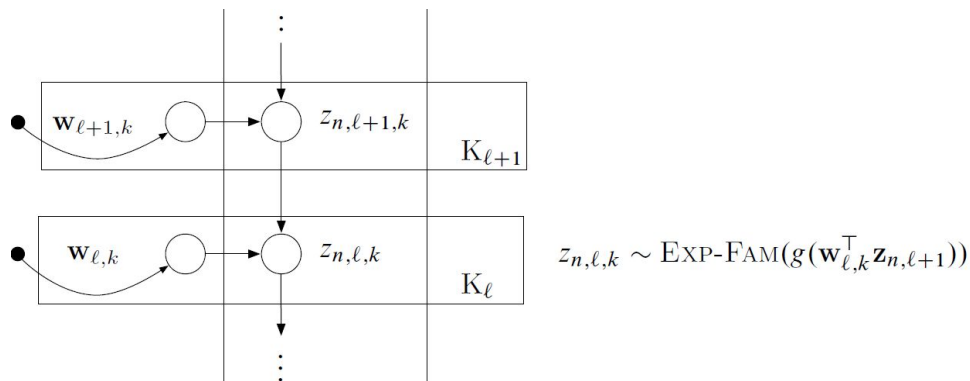 ⋮
w_{ℓ+1,k} z_{n,ℓ+1,k}
K_{ℓ+1}
w_{ℓ,k} z_{n,ℓ,k} z_{n,ℓ,k} ∼ EXP-FAM(g(w_{ℓ,k}^⊤ z_{n,ℓ+1}))
K_ℓ
⋮